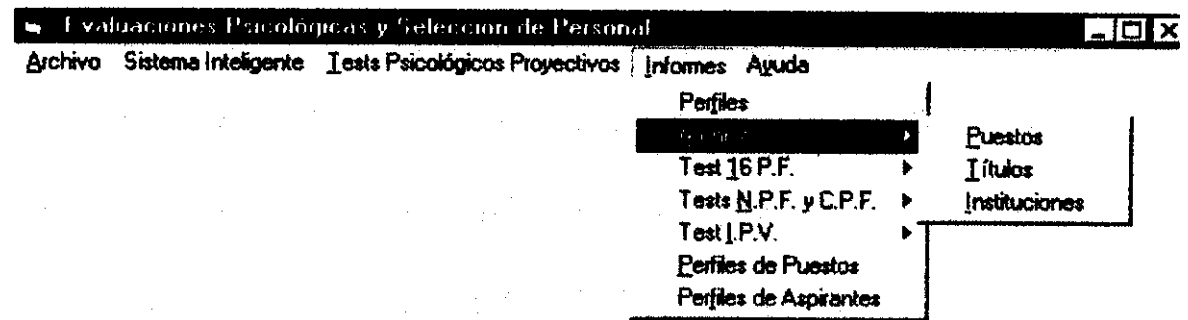 Evaluaciones Psicológicas y Selección de Personal
Archivo Sistema Inteligente Tests Psicológicos Proyectivos Informes Ayuda
Perfiles
Puestos
Test 16 P.F.
Títulos
Tests N.P.F. y C.P.F.
Instituciones
Test I.P.V.
Perfiles de Puestos
Perfiles de Aspirantes